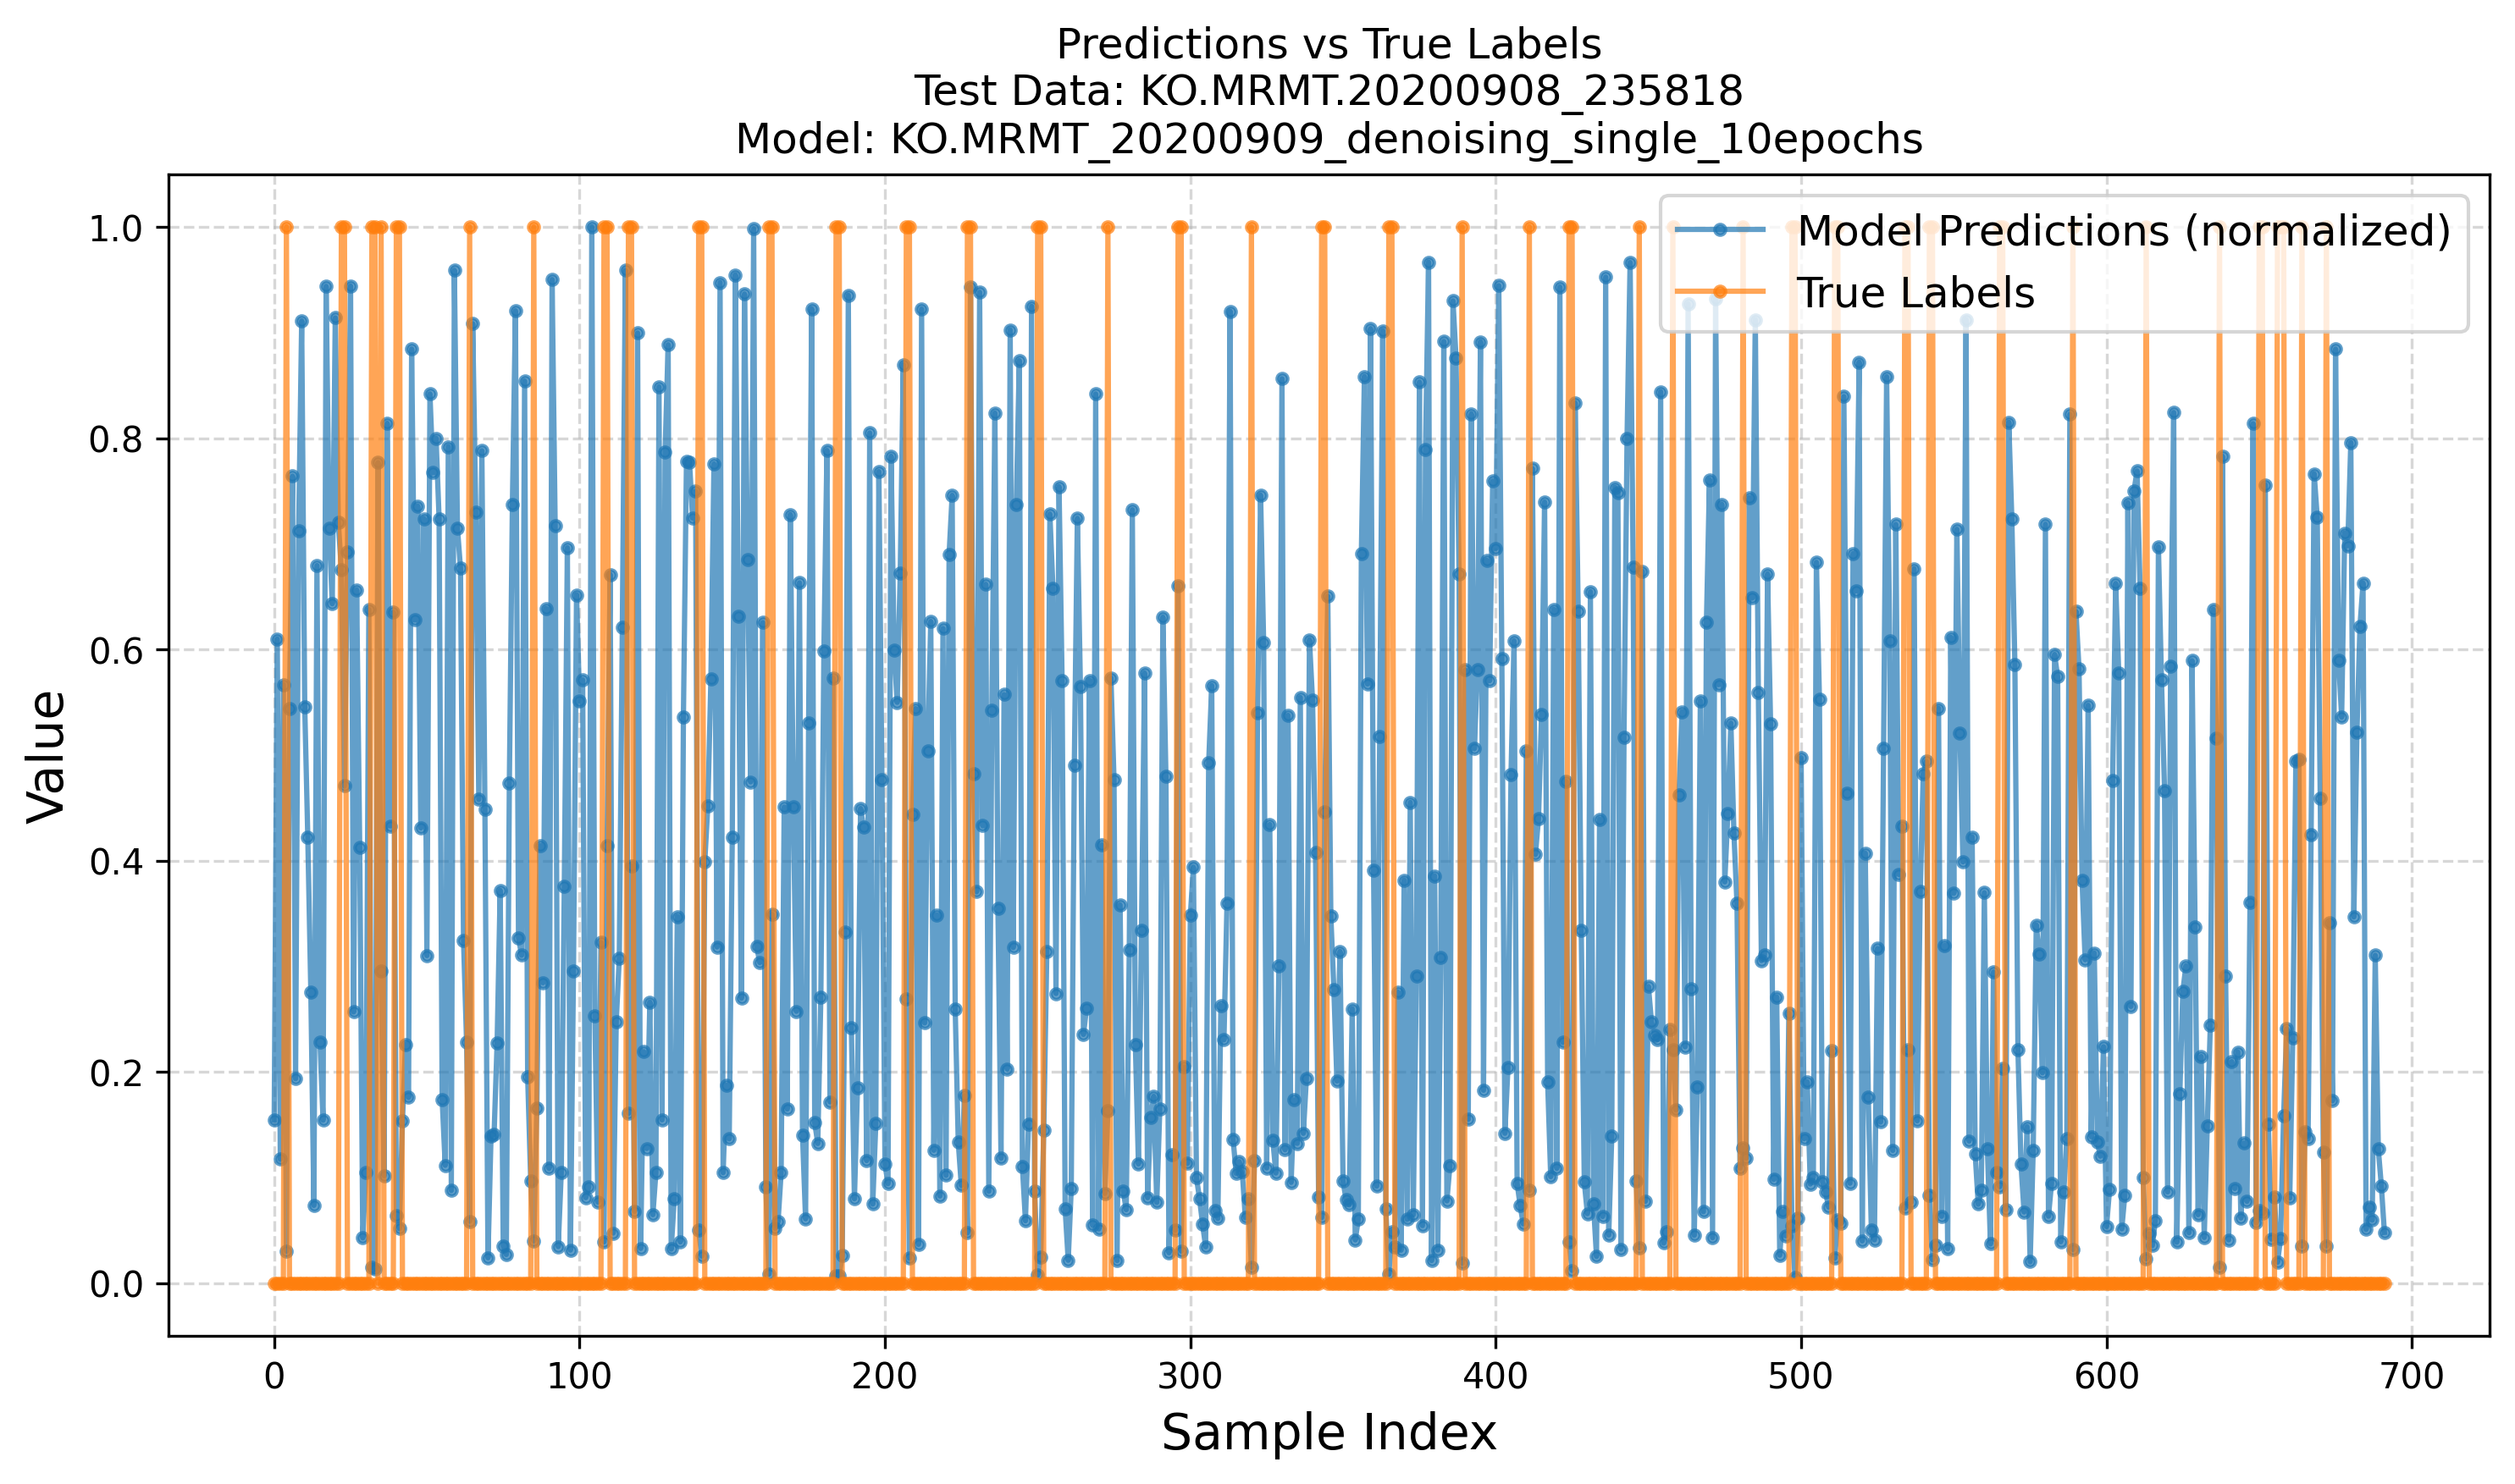 Predictions vs True Labels
Test Data: KO.MRMT.20200908_235818
Model: KO.MRMT_20200909_denoising_single_10epochs
Model Predictions (normalized)
True Labels
Value
1.0
0.8
0.6
0.4
0.2
0.0
0 100 200 300 400 500 600 700
Sample Index